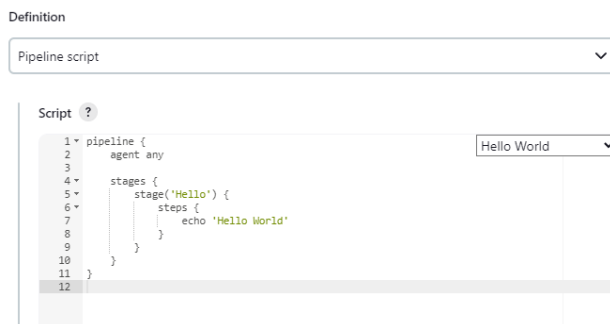 Definition
Pipeline script
Script ?
Hello World
1 pipeline {
2     agent any
3
4     stages {
5         stage('Hello') {
6             steps {
7                 echo 'Hello World'
8             }
9         }
10     }
11 }
12